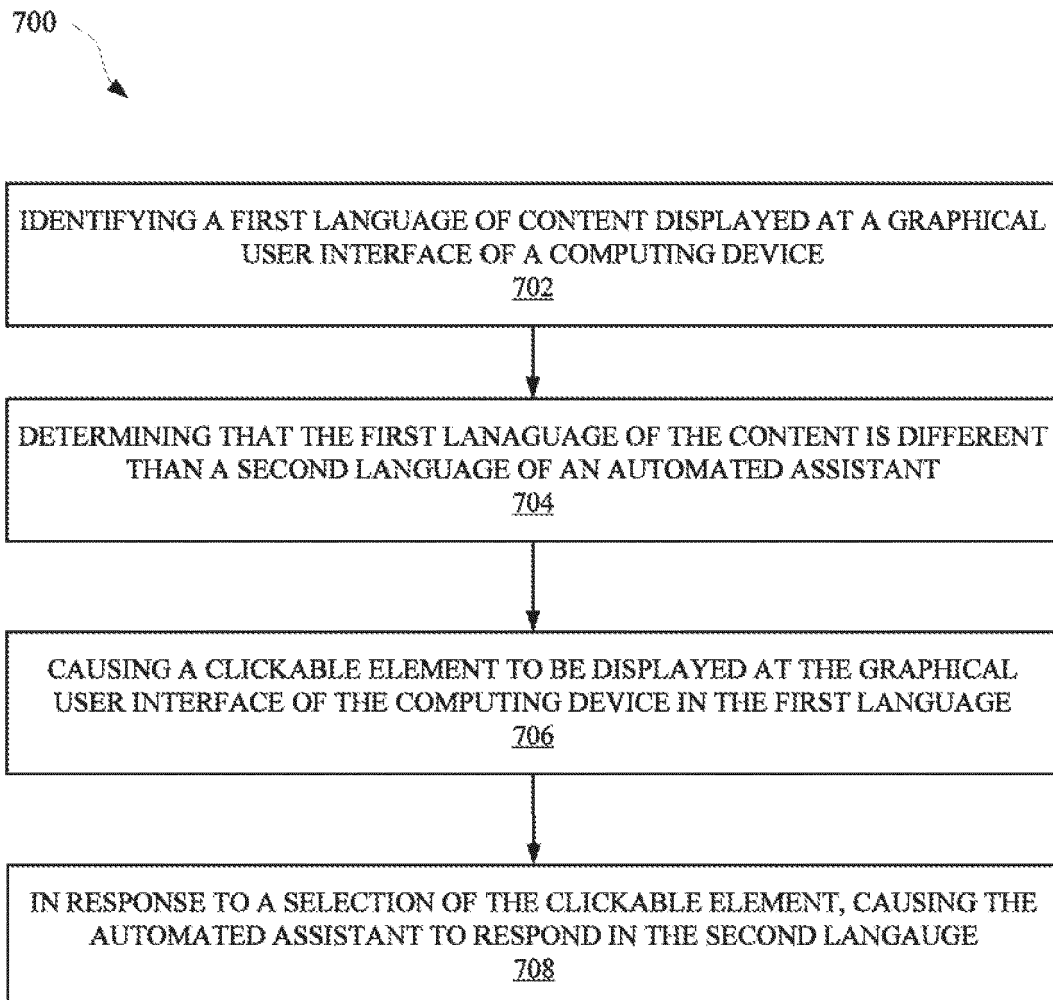 700
IDENTIFYING A FIRST LANGUAGE OF CONTENT DISPLAYED AT A GRAPHICAL
USER INTERFACE OF A COMPUTING DEVICE
702
DETERMINING THAT THE FIRST LANAGUAGE OF THE CONTENT IS DIFFERENT
THAN A SECOND LANGUAGE OF AN AUTOMATED ASSISTANT
704
CAUSING A CLICKABLE ELEMENT TO BE DISPLAYED AT THE GRAPHICAL
USER INTERFACE OF THE COMPUTING DEVICE IN THE FIRST LANGUAGE
706
IN RESPONSE TO A SELECTION OF THE CLICKABLE ELEMENT, CAUSING THE
AUTOMATED ASSISTANT TO RESPOND IN THE SECOND LANGAUGE
708